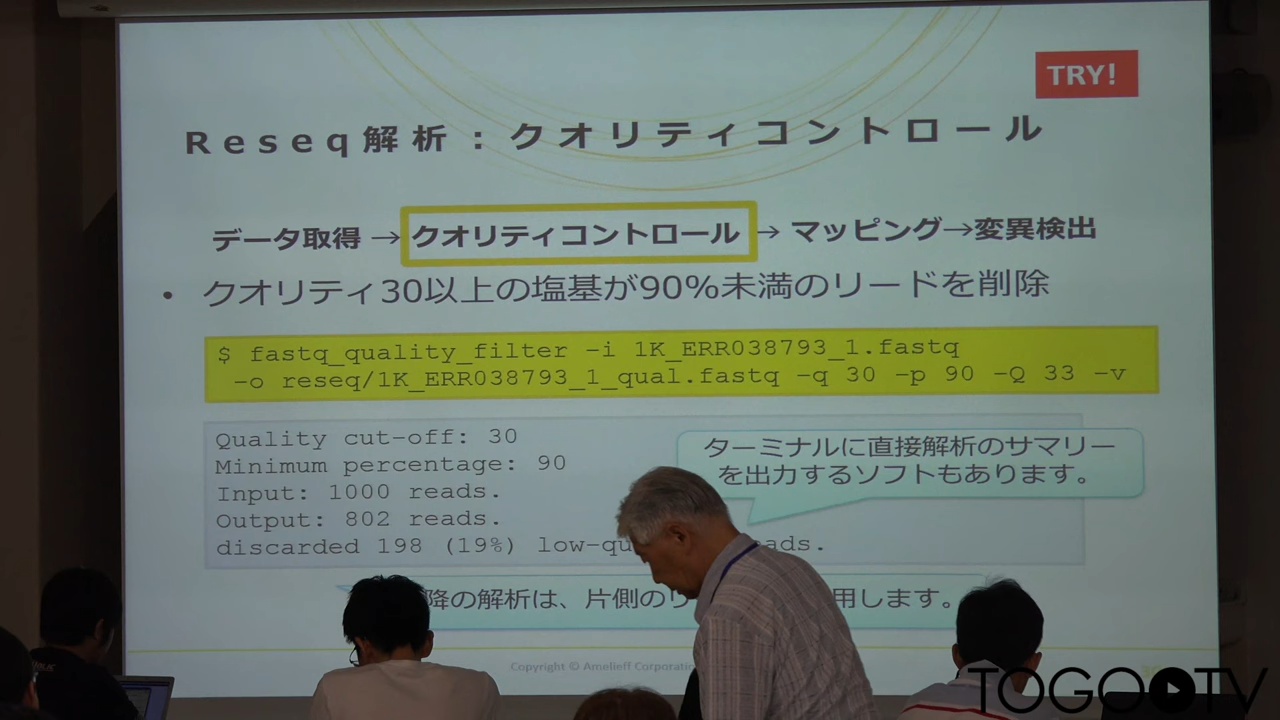 TRY!
Reseq解析：クオリティコントロール
データ取得→クオリティコントロール→マッピング→変異検出
• クオリティ30以上の塩基が90%未満のリードを削除
$ fastq_quality_filter -i 1K_ERR038793_1.fastq
-o reseq/1K_ERR038793_1_qual.fastq -q 30 -p 90 -Q 33 -v
Quality cut-off: 30
Minimum percentage: 90
Input: 1000 reads.
Output: 802 reads.
discarded 198 (19%)
ターミナルに直接解析のサマリー
を出力するソフトもあります。
降の解析は、片側のリ 用します。
Copyright © Amelieff
TOGOTV